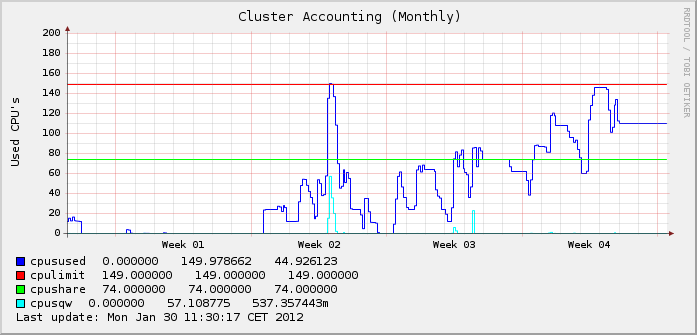 Cluster Accounting (Monthly)
RRDTOOL / TOBI OETIKER
Used CPU's
200
180
160
140
120
100
80
60
40
20
0
Week 01 Week 02 Week 03 Week 04
cpusused 0.000000 149.978662 44.926123
cpulimit 149.000000 149.000000 149.000000
cpushare 74.000000 74.000000 74.000000
cpusqw 0.000000 57.108775 537.357443m
Last update: Mon Jan 30 11:30:17 CET 2012